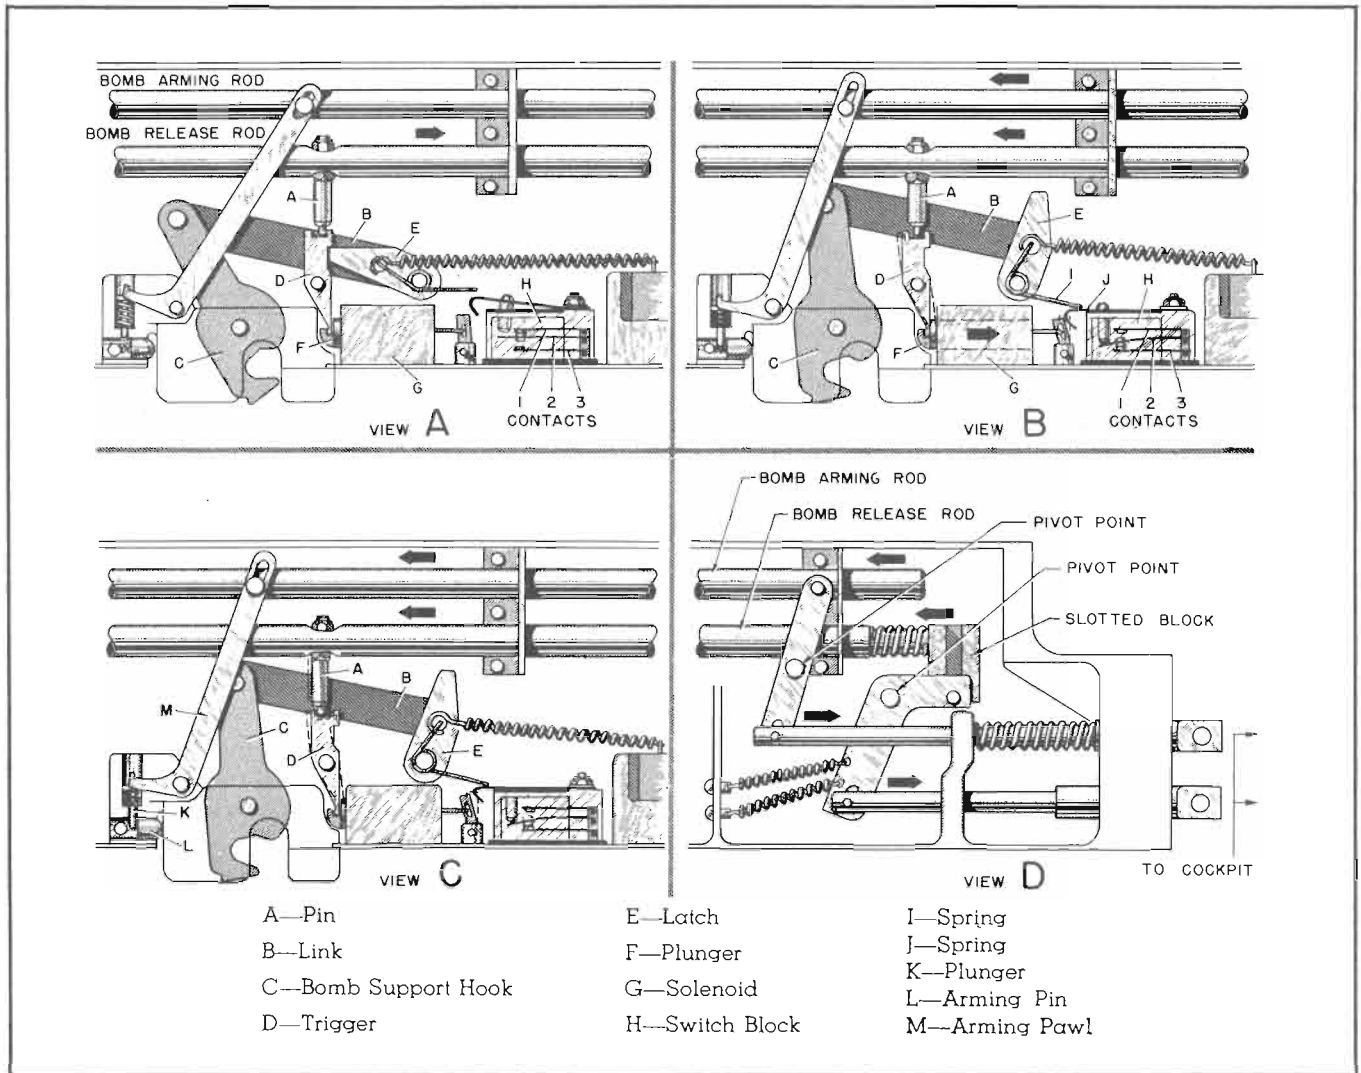 BOMB ARMING ROD
BOMB RELEASE ROD
A
B
E
D
H
F
C
G
1 2 3
CONTACTS
VIEW A
A
B
E
D
I
J
H
F
C
G
1 2 3
CONTACTS
VIEW B
A
B
M
C
D
E
K
L
VIEW C
BOMB ARMING ROD
BOMB RELEASE ROD
PIVOT POINT
PIVOT POINT
SLOTTED BLOCK
TO COCKPIT
VIEW D
A—Pin
B—Link
C—Bomb Support Hook
D—Trigger
E—Latch
F—Plunger
G—Solenoid
H—Switch Block
I—Spring
J—Spring
K—Plunger
L—Arming Pin
M—Arming Pawl